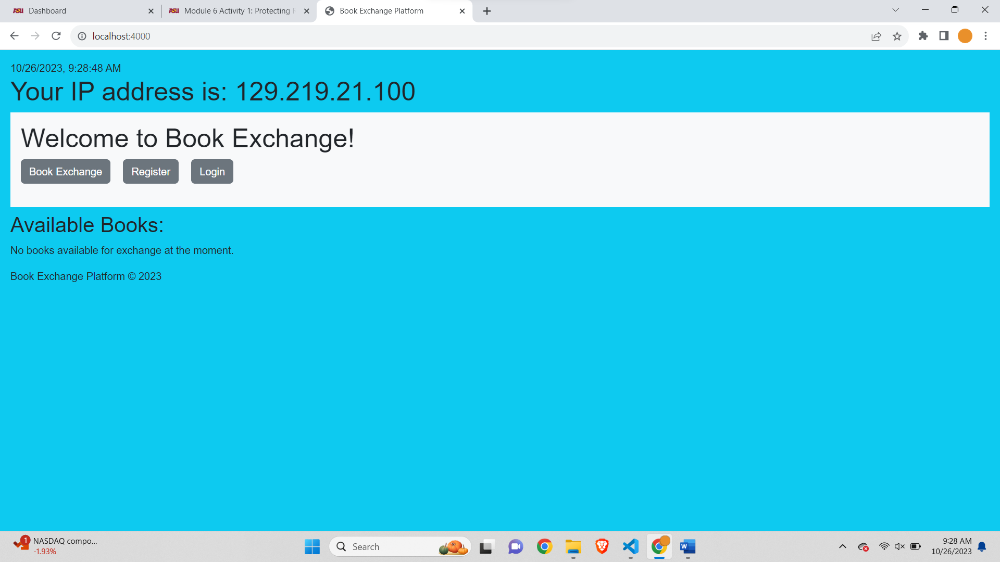 ASU Dashboard
ASU Module 6 Activity 1: Protecting
Book Exchange Platform
localhost:4000
10/26/2023, 9:28:48 AM
Your IP address is: 129.219.21.100
Welcome to Book Exchange!
Book Exchange Register Login
Available Books:
No books available for exchange at the moment.
Book Exchange Platform © 2023
1
NASDAQ compo...
-1.93%
Search
W
9:28 AM
10/26/2023